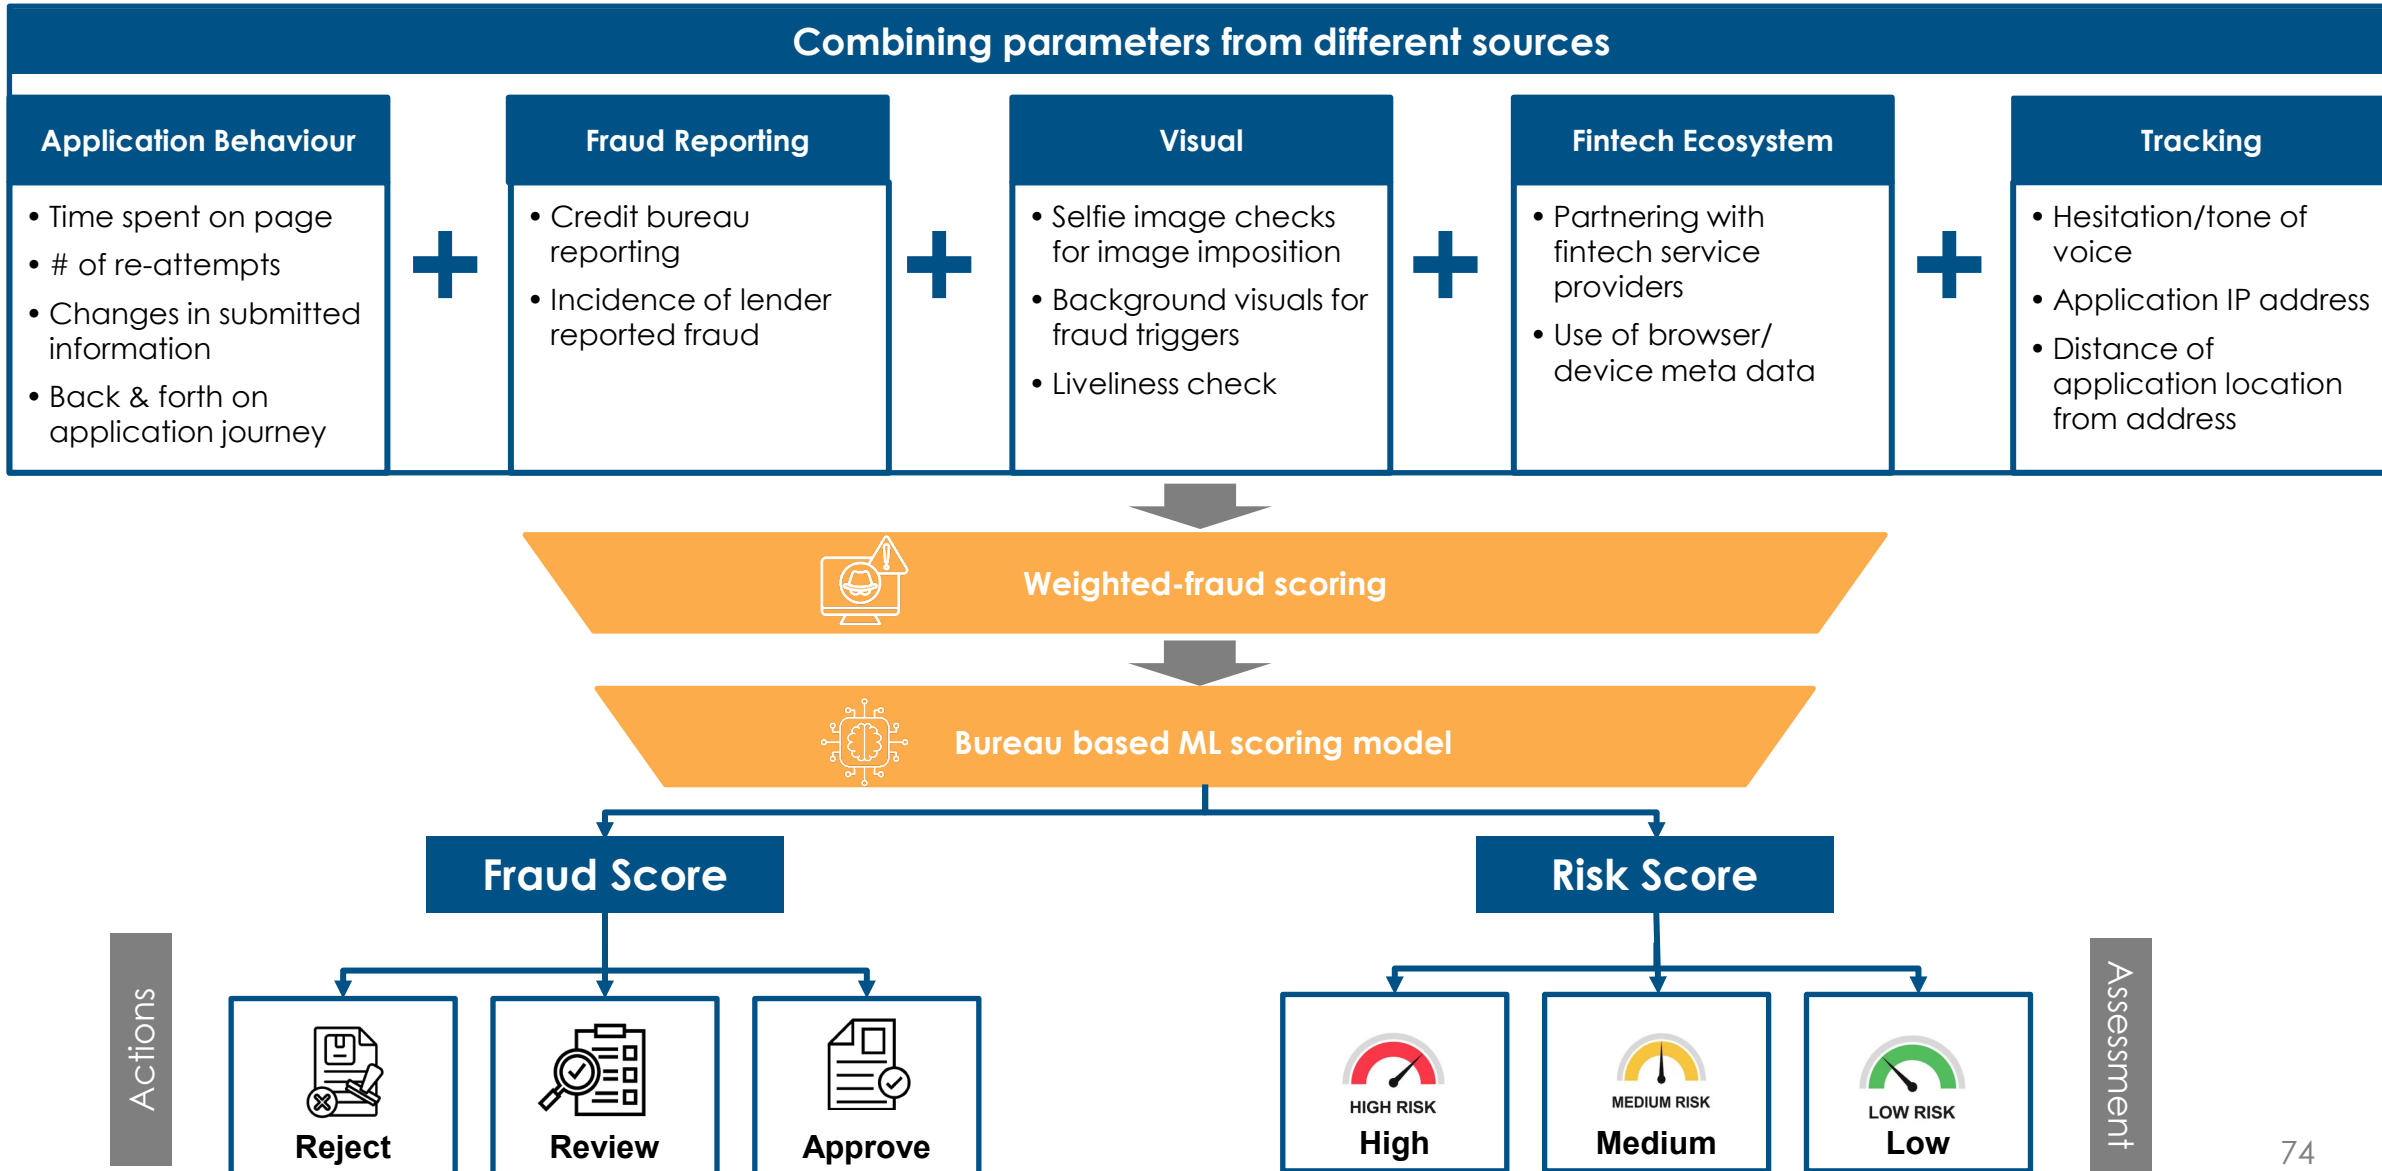 Combining parameters from different sources
Application Behaviour
• Time spent on page
• # of re-attempts
• Changes in submitted
information
• Back & forth on
application journey
Fraud Reporting
• Credit bureau
reporting
• Incidence of lender
reported fraud
Visual
• Selfie image checks
for image imposition
• Background visuals for
fraud triggers
• Liveliness check
Fintech Ecosystem
• Partnering with
fintech service
providers
• Use of browser/
device meta data
Tracking
• Hesitation/tone of
voice
• Application IP address
• Distance of
application location
from address
Weighted-fraud scoring
Bureau based ML scoring model
Fraud Score
Risk Score
Actions
Reject
Review
Approve
HIGH RISK
High
MEDIUM RISK
Medium
LOW RISK
Low
Assessment
74